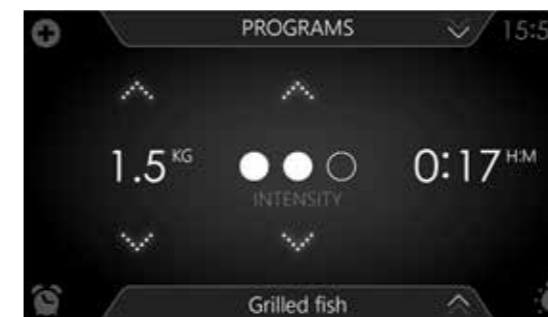 PROGRAMS
15:5
1.5 KG
0:17 H:M
INTENSITY
Grilled fish